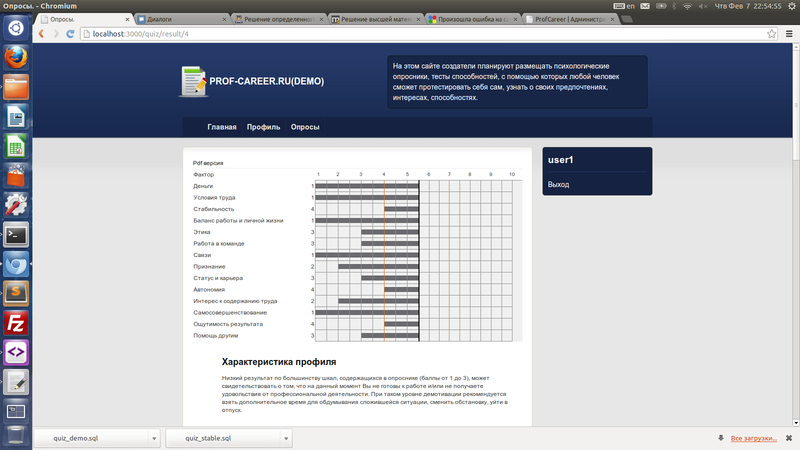 Опросы. - Chromium
en
Чтв Фев 7 22:54:55
Опросы.
Диалоги
Решение определенно
Решение высшей матем
Произошла ошибка на са
ProfCareer | Администра
localhost:3000/quiz/result/4
PROF-CAREER.RU(DEMO)
На этом сайте создатели планируют размещать психологические
опросники, тесты способностей, с помощью которых любой человек
сможет протестировать себя сам, узнать о своих предпочтениях,
интересах, способностях.
Главная Профиль Опросы
user1
Выход
Pdf версия
Фактор 1 2 3 4 5 6 7 8 9 10
Деньги 1
Условия труда 1
Стабильность 4
Баланс работы и личной жизни 1
Этика 3
Работа в команде 3
Связи 1
Признание 2
Статус и карьера 3
Автономия 4
Интерес к содержанию труда 2
Самосовершенствование 1
Ощутимость результата 4
Помощь другим 3
Характеристика профиля
Низкий результат по большинству шкал, содержащихся в опроснике (баллы от 1 до 3), может
свидетельствовать о том, что на данный момент Вы не готовы к работе и/или не получаете
удовольствия от профессиональной деятельности. При таком уровне демотивации рекомендуется
взять дополнительное время для обдумывания сложившейся ситуации, сменить обстановку, уйти в
отпуск.
quiz_demo.sql
quiz_stable.sql
Все загрузки...